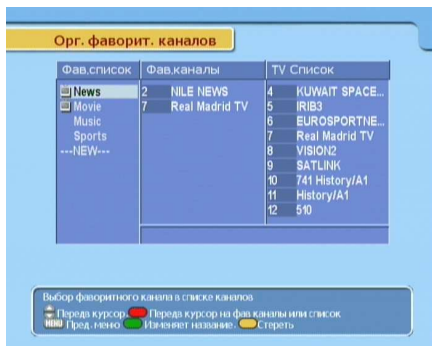 Орг. фаворит. каналов
Фав,список Фав,каналы TV Список
News 2 NILE NEWS 4 KUWAIT SPACE...
Movie 7 Real Madrid TV 5 IRIB3
Music 6 EUROSPORTNE...
Sports 7 Real Madrid TV
---NEW--- 8 VISION2
9 SATLINK
10 741 History/A1
11 History/A1
12 510
Выбор фаворитного канала в списке каналов
Передв курсор. Передв курсор на фав каналы или список
MENU Пред. меню Изменяет название. Стереть